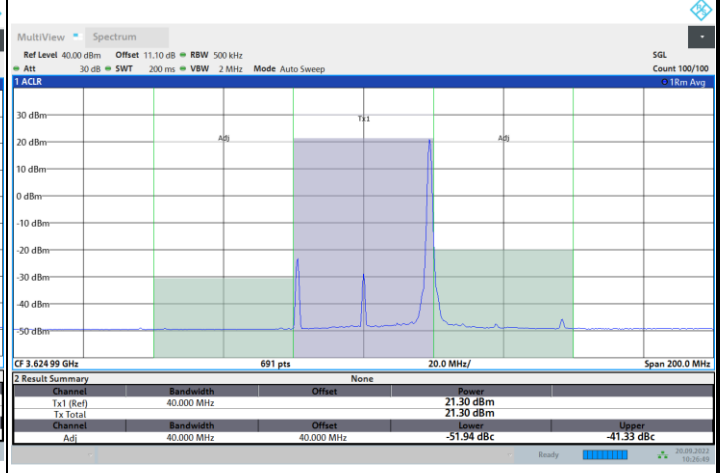 MultiView Spectrum
Ref Level 40.00 dBm Offset 11.10 dB RBW 500 kHz SGL
Att 30 dB SWT 200 ms VBW 2 MHz Mode Auto Sweep Count 100/100
1 ACLR 1Rm Avg
30 dBm
Tx1
Adj Adj
20 dBm
10 dBm
0 dBm
-10 dBm
-20 dBm
-30 dBm
-40 dBm
-50 dBm
CF 3.624 99 GHz 691 pts 20.0 MHz/ Span 200.0 MHz
2 Result Summary None
Channel Bandwidth Offset Power
Tx1 (Ref) 40.000 MHz 21.30 dBm
Tx Total 21.30 dBm
Channel Bandwidth Offset Lower Upper
Adj 40.000 MHz 40.000 MHz -51.94 dBc -41.33 dBc
Ready 20.09.2022
10:26:49